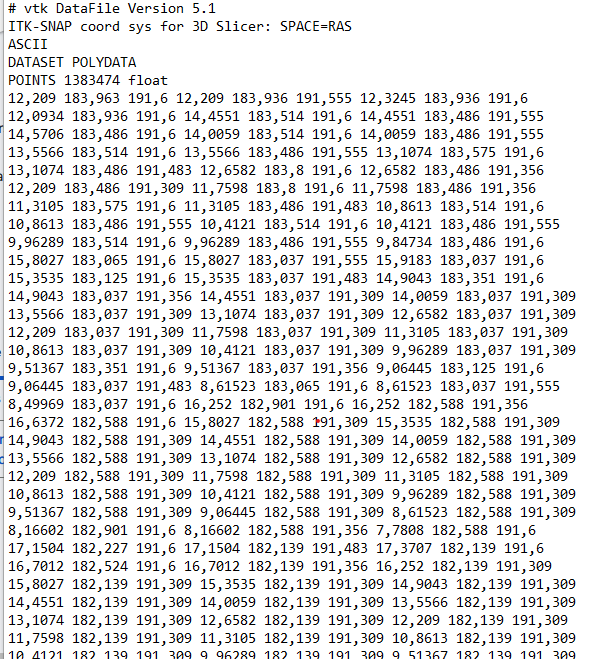 # vtk DataFile Version 5.1
ITK-SNAP coord sys for 3D Slicer: SPACE=RAS
ASCII
DATASET POLYDATA
POINTS 1383474 float
12,209 183,963 191,6 12,209 183,936 191,555 12,3245 183,936 191,6
12,0934 183,936 191,6 14,4551 183,514 191,6 14,4551 183,486 191,555
14,5706 183,486 191,6 14,0059 183,514 191,6 14,0059 183,486 191,555
13,5566 183,514 191,6 13,5566 183,486 191,555 13,1074 183,575 191,6
13,1074 183,486 191,483 12,6582 183,8 191,6 12,6582 183,486 191,356
12,209 183,486 191,309 11,7598 183,8 191,6 11,7598 183,486 191,356
11,3105 183,575 191,6 11,3105 183,486 191,483 10,8613 183,514 191,6
10,8613 183,486 191,555 10,4121 183,514 191,6 10,4121 183,486 191,555
9,96289 183,514 191,6 9,96289 183,486 191,555 9,84734 183,486 191,6
15,8027 183,065 191,6 15,8027 183,037 191,555 15,9183 183,037 191,6
15,3535 183,125 191,6 15,3535 183,037 191,483 14,9043 183,351 191,6
14,9043 183,037 191,356 14,4551 183,037 191,309 14,0059 183,037 191,309
13,5566 183,037 191,309 13,1074 183,037 191,309 12,6582 183,037 191,309
12,209 183,037 191,309 11,7598 183,037 191,309 11,3105 183,037 191,309
10,8613 183,037 191,309 10,4121 183,037 191,309 9,96289 183,037 191,309
9,51367 183,351 191,6 9,51367 183,037 191,356 9,06445 183,125 191,6
9,06445 183,037 191,483 8,61523 183,065 191,6 8,61523 183,037 191,555
8,49969 183,037 191,6 16,252 182,901 191,6 16,252 182,588 191,356
16,6372 182,588 191,6 15,8027 182,588 191,309 15,3535 182,588 191,309
14,9043 182,588 191,309 14,4551 182,588 191,309 14,0059 182,588 191,309
13,5566 182,588 191,309 13,1074 182,588 191,309 12,6582 182,588 191,309
12,209 182,588 191,309 11,7598 182,588 191,309 11,3105 182,588 191,309
10,8613 182,588 191,309 10,4121 182,588 191,309 9,96289 182,588 191,309
9,51367 182,588 191,309 9,06445 182,588 191,309 8,61523 182,588 191,309
8,16602 182,901 191,6 8,16602 182,588 191,356 7,7808 182,588 191,6
17,1504 182,227 191,6 17,1504 182,139 191,483 17,3707 182,139 191,6
16,7012 182,524 191,6 16,7012 182,139 191,356 16,252 182,139 191,309
15,8027 182,139 191,309 15,3535 182,139 191,309 14,9043 182,139 191,309
14,4551 182,139 191,309 14,0059 182,139 191,309 13,5566 182,139 191,309
13,1074 182,139 191,309 12,6582 182,139 191,309 12,209 182,139 191,309
11,7598 182,139 191,309 11,3105 182,139 191,309 10,8613 182,139 191,309
10,4121 182,139 191,309 9,96289 182,139 191,309 9,51367 182,139 191,309